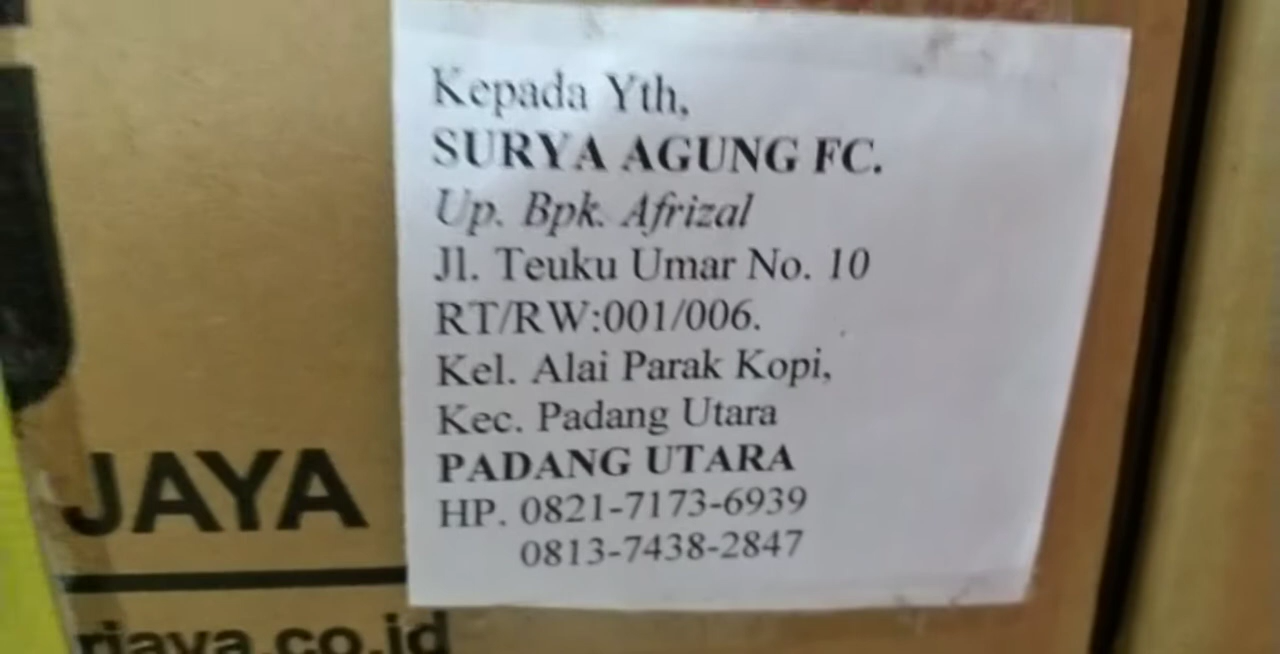 Kepada Yth,
SURYA AGUNG FC.
Up. Bpk. Afrizal
Jl. Teuku Umar No. 10
RT/RW:001/006.
Kel. Alai Parak Kopi,
Kec. Padang Utara
PADANG UTARA
HP. 0821-7173-6939
0813-7438-2847
JAYA
rjaya.co.id